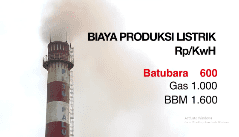 BIAYA PRODUKSI LISTRIK
Rp/KwH
Batubara 600
Gas 1.000
BBM 1.600